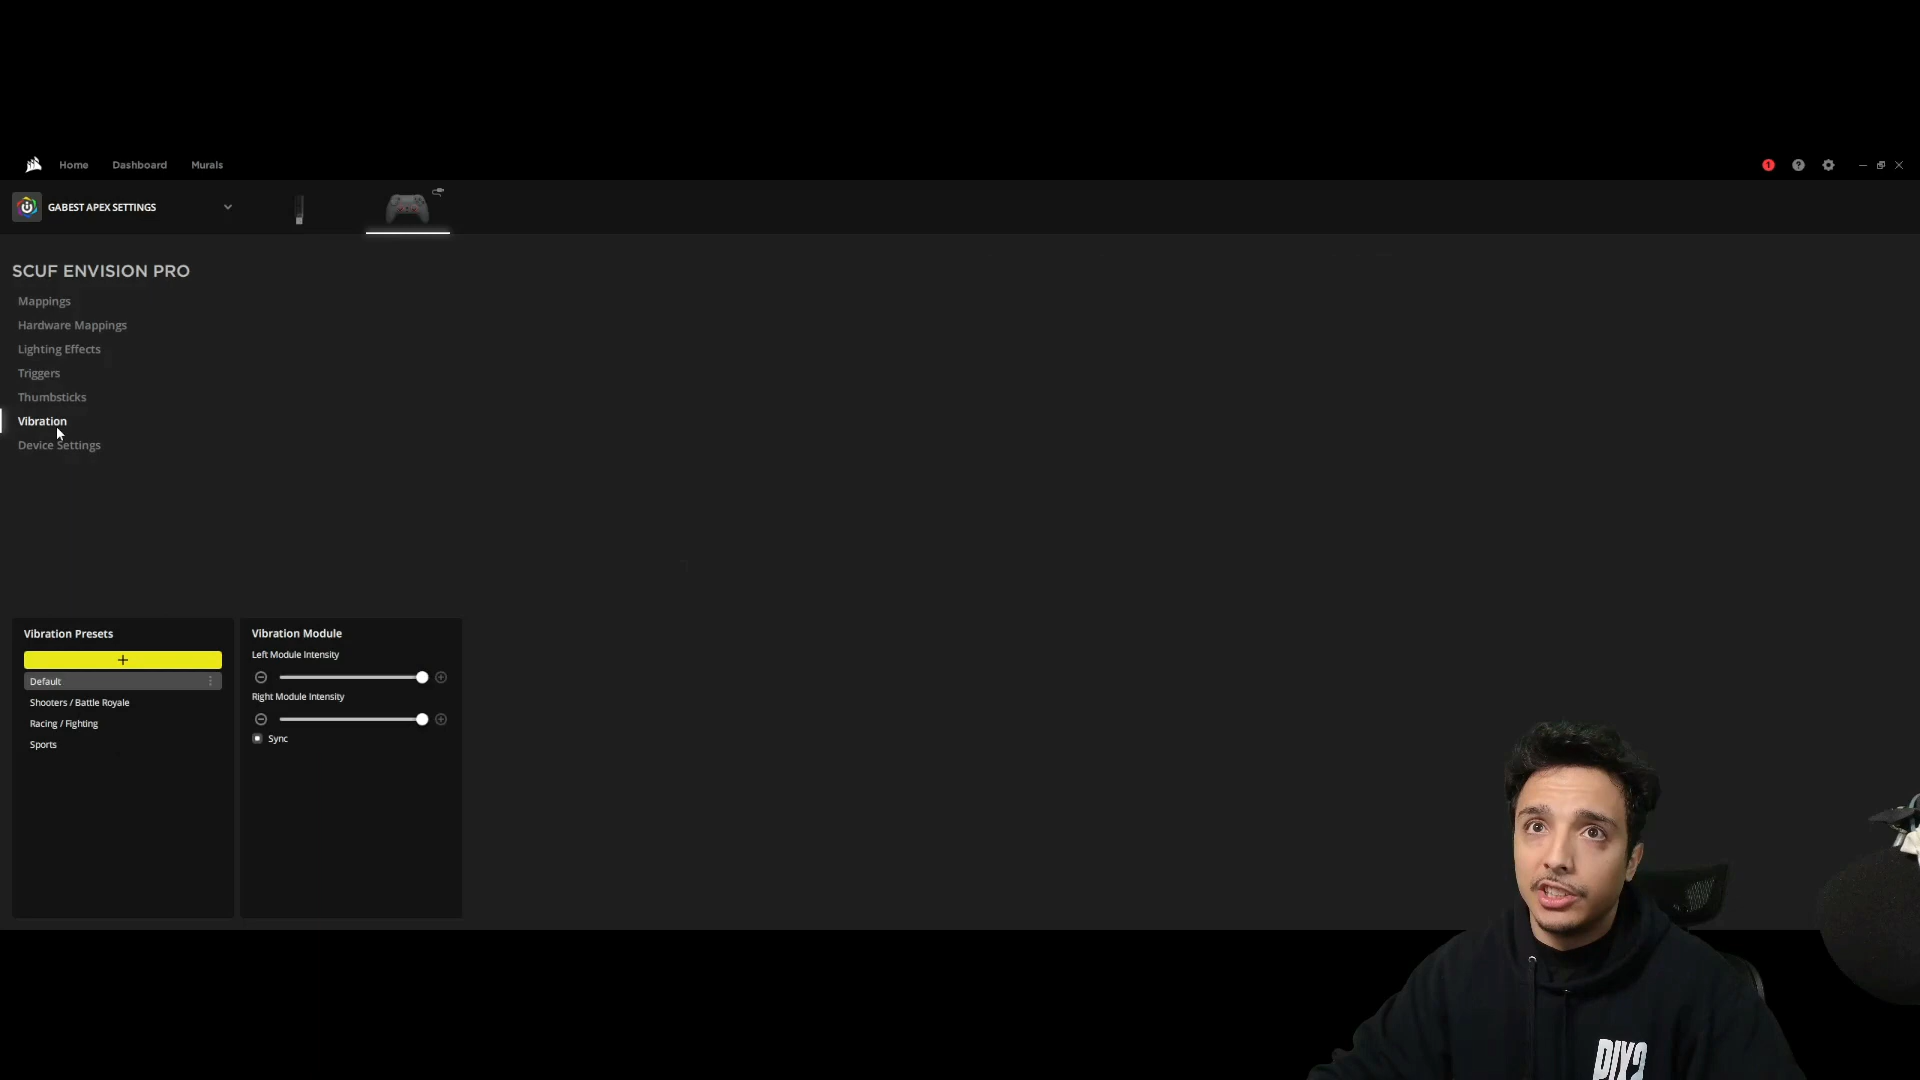 Home Dashboard Murals
1
?
GABEST APEX SETTINGS
SCUF ENVISION PRO
Mappings
Hardware Mappings
Lighting Effects
Triggers
Thumbsticks
Vibration
Device Settings
Vibration Presets
+
Default
Shooters / Battle Royale
Racing / Fighting
Sports
Vibration Module
Left Module Intensity
Right Module Intensity
Sync